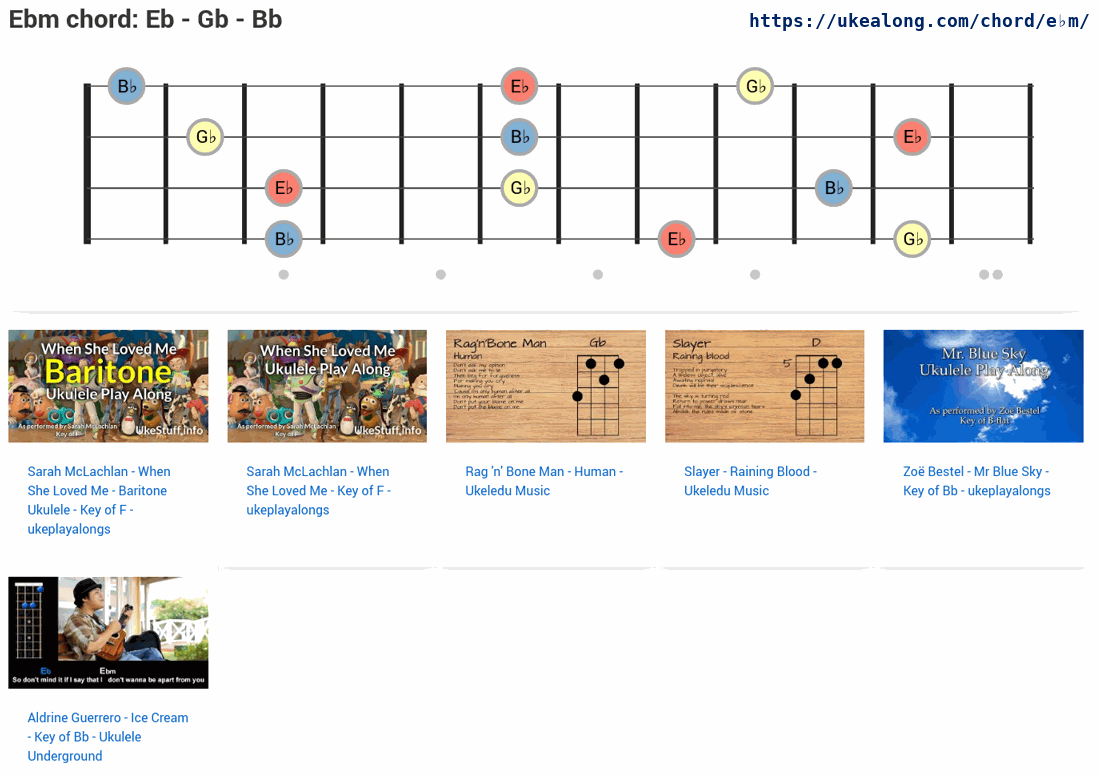 Ebm chord: Eb - Gb - Bb
https://ukealong.com/chord/e♭m/
B♭ E♭ G♭
G♭ B♭ E♭
E♭ G♭ B♭
B♭ E♭ G♭
When She Loved Me
Baritone
Ukulele Play Along
As performed by Sarah McLachlan
Key of F
UkeStuff.info
When She Loved Me
Ukulele Play Along
As performed by Sarah McLachlan
Key of F
UkeStuff.info
Rag'n'Bone Man
Gb
Human
Slayer
D
Raining blood
5
Mr. Blue Sky
Ukulele Play-Along
As performed by Zoë Bestel
Key of B-flat
Sarah McLachlan - When
She Loved Me - Baritone
Ukulele - Key of F -
ukeplayalongs
Sarah McLachlan - When
She Loved Me - Key of F -
ukeplayalongs
Rag 'n' Bone Man - Human -
Ukeledu Music
Slayer - Raining Blood -
Ukeledu Music
Zoë Bestel - Mr Blue Sky -
Key of Bb - ukeplayalongs
Eb Ebm
So don't mind it if I say that I don't wanna be apart from you
Aldrine Guerrero - Ice Cream
- Key of Bb - Ukulele
Underground